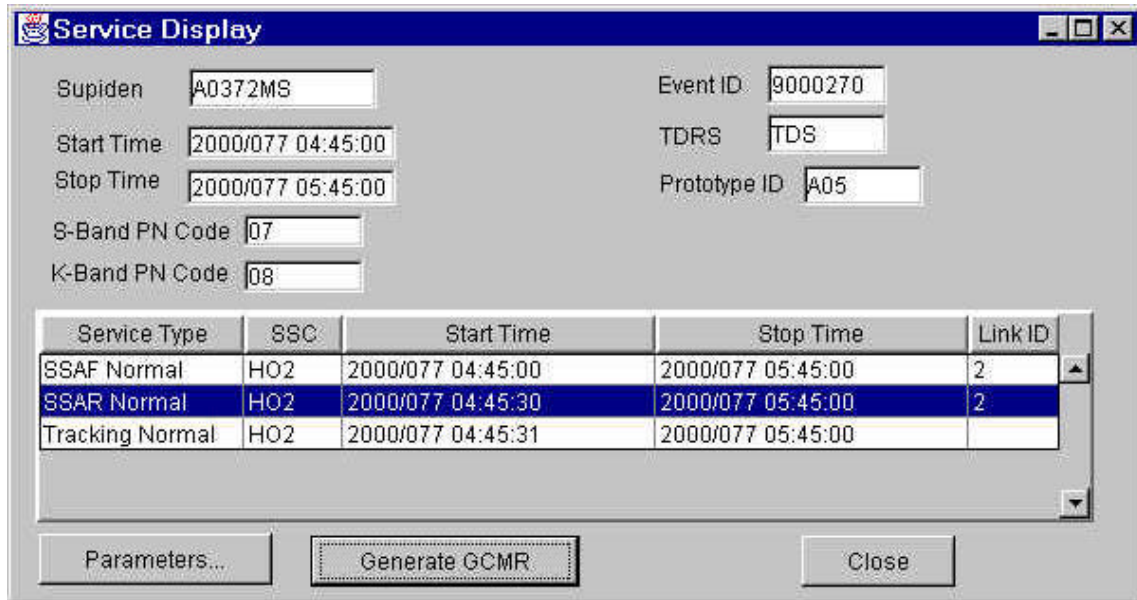 Service Display
Supiden A0372MS Event ID 9000270
Start Time 2000/077 04:45:00 TDRS TDS
Stop Time 2000/077 05:45:00 Prototype ID A05
S-Band PN Code 07
K-Band PN Code 08
Service Type SSC Start Time Stop Time Link ID
SSAF Normal HO2 2000/077 04:45:00 2000/077 05:45:00 2
SSAR Normal HO2 2000/077 04:45:30 2000/077 05:45:00 2
Tracking Normal HO2 2000/077 04:45:31 2000/077 05:45:00
Parameters... Generate GCMR Close